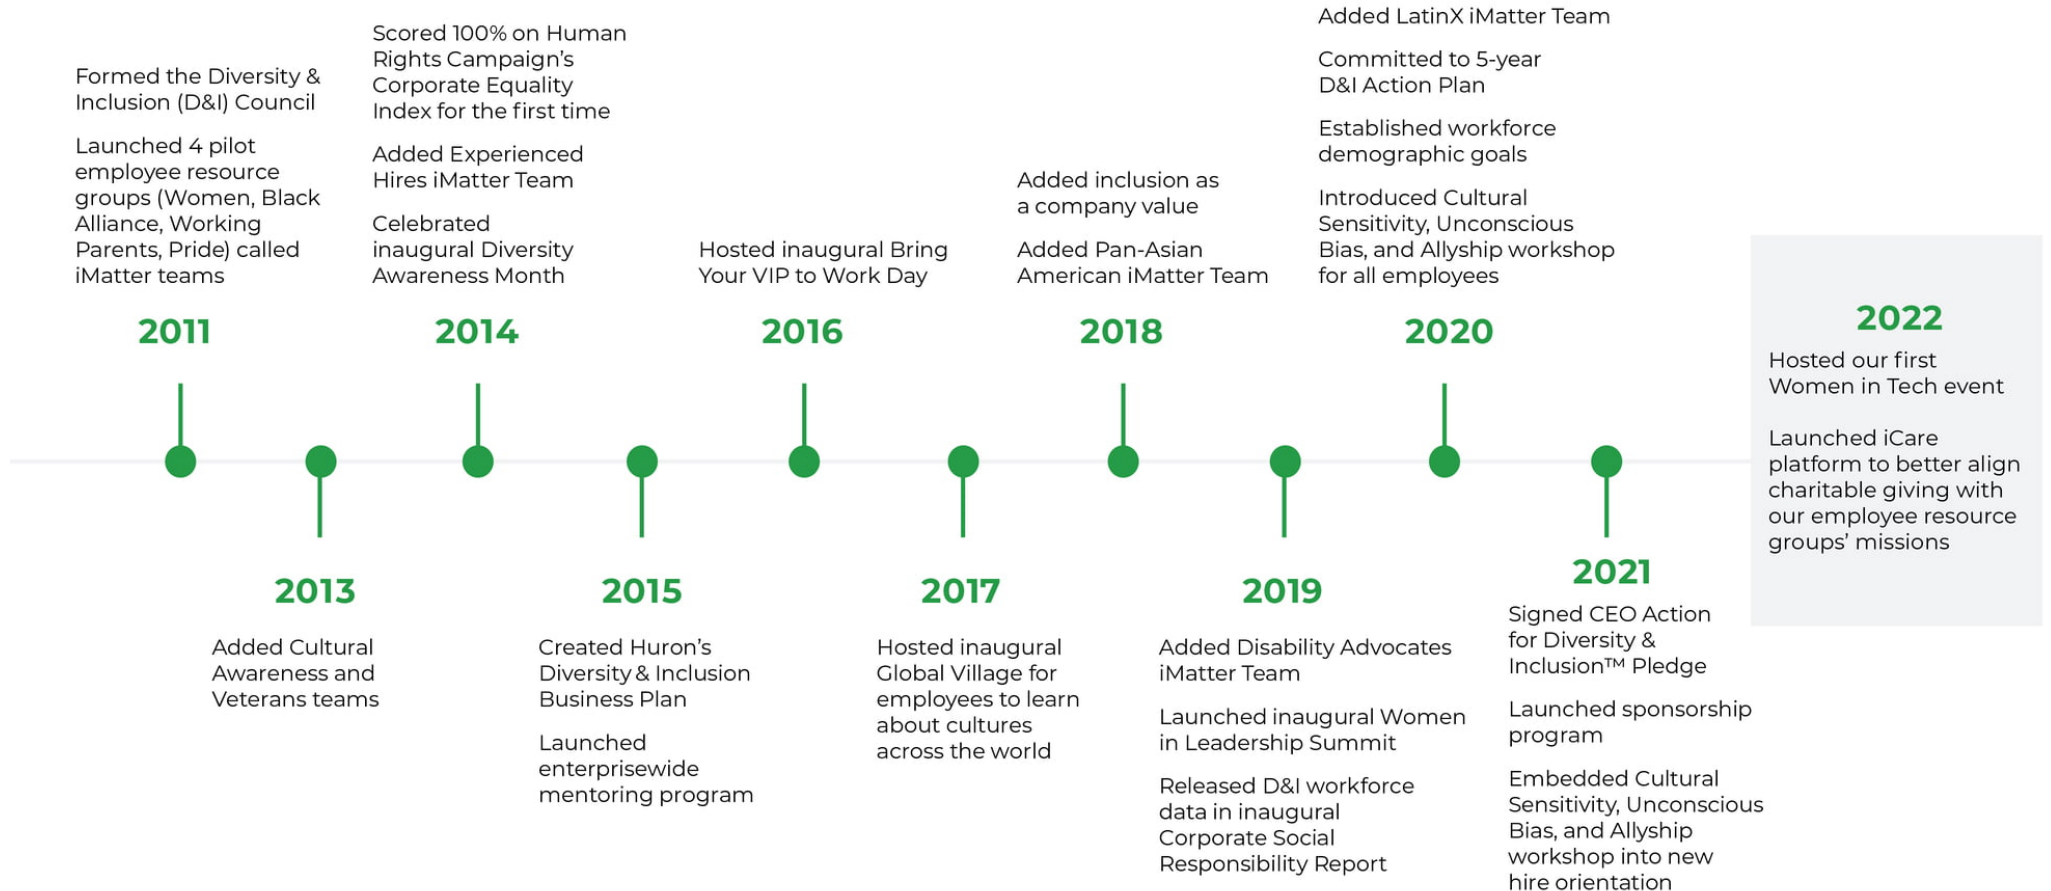 Formed the Diversity &
Inclusion (D&I) Council
Launched 4 pilot
employee resource
groups (Women, Black
Alliance, Working
Parents, Pride) called
iMatter teams
2011
2013
Added Cultural
Awareness and
Veterans teams
Scored 100% on Human
Rights Campaign’s
Corporate Equality
Index for the first time
Added Experienced
Hires iMatter Team
Celebrated
inaugural Diversity
Awareness Month
2014
2015
Created Huron’s
Diversity & Inclusion
Business Plan
Launched
enterprisewide
mentoring program
Hosted inaugural Bring
Your VIP to Work Day
2016
2017
Hosted inaugural
Global Village for
employees to learn
about cultures
across the world
Added inclusion as
a company value
Added Pan-Asian
American iMatter Team
2018
2019
Added Disability Advocates
iMatter Team
Launched inaugural Women
in Leadership Summit
Released D&I workforce
data in inaugural
Corporate Social
Responsibility Report
Added LatinX iMatter Team
Committed to 5-year
D&I Action Plan
Established workforce
demographic goals
Introduced Cultural
Sensitivity, Unconscious
Bias, and Allyship workshop
for all employees
2020
2021
Signed CEO Action
for Diversity &
Inclusion™ Pledge
Launched sponsorship
program
Embedded Cultural
Sensitivity, Unconscious
Bias, and Allyship
workshop into new
hire orientation
2022
Hosted our first
Women in Tech event
Launched iCare
platform to better align
charitable giving with
our employee resource
groups’ missions